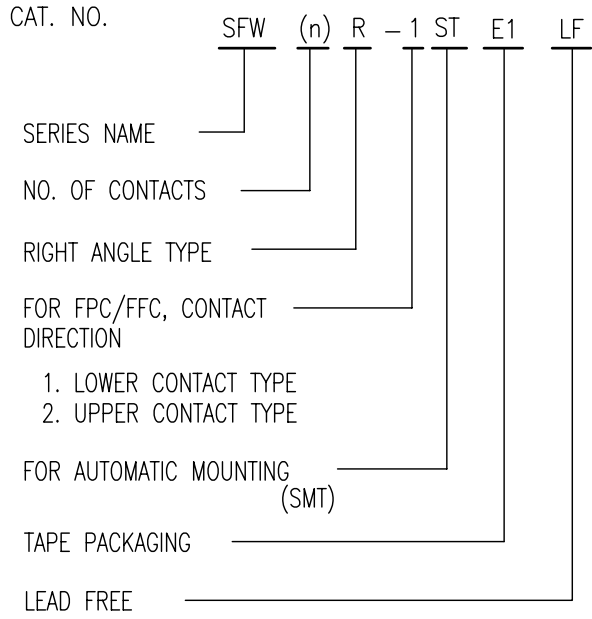 CAT. NO.
SFW (n) R - 1 ST E1 LF
SERIES NAME
NO. OF CONTACTS
RIGHT ANGLE TYPE
FOR FPC/FFC, CONTACT
DIRECTION
1. LOWER CONTACT TYPE
2. UPPER CONTACT TYPE
FOR AUTOMATIC MOUNTING
(SMT)
TAPE PACKAGING
LEAD FREE